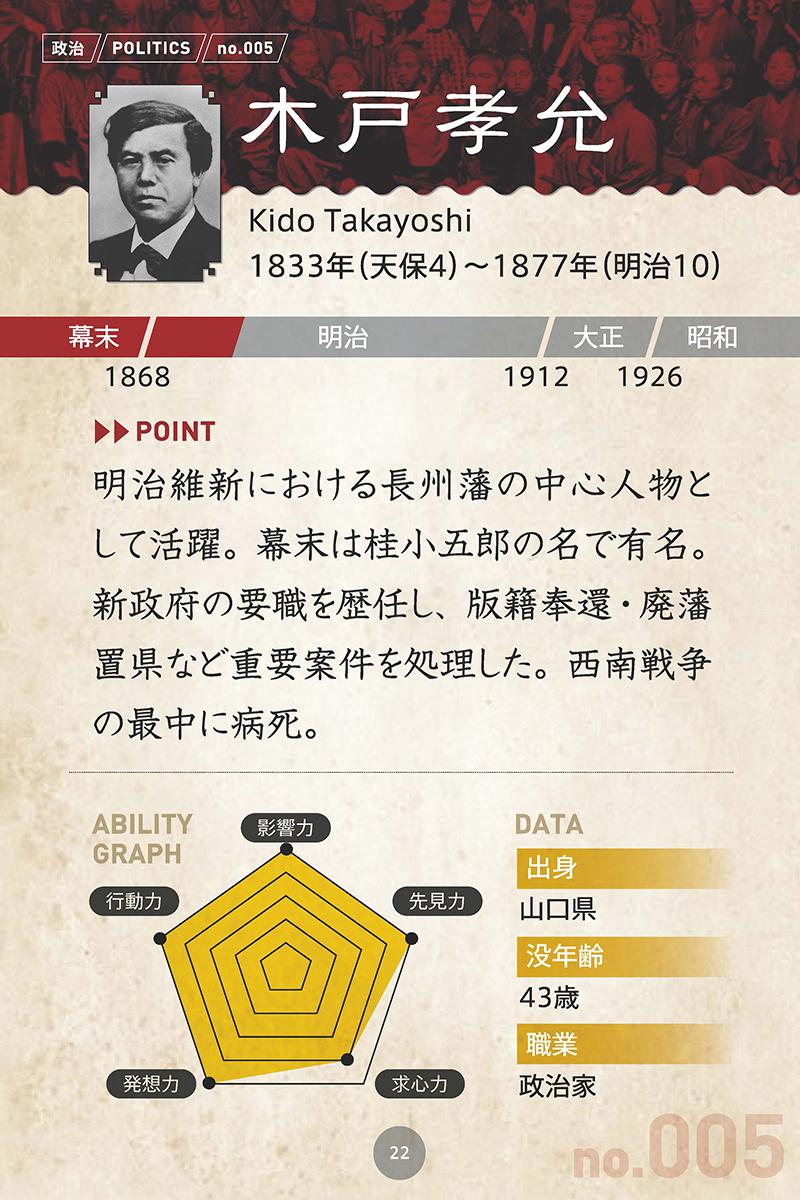 政治 POLITICS no.005
木戸孝允
Kido Takayoshi
1833年(天保4)～1877年(明治10)
幕末 明治 大正 昭和
1868 1912 1926
POINT
明治維新における長州藩の中心人物と
して活躍。幕末は桂小五郎の名で有名。
新政府の要職を歴任し、版籍奉還・廃藩
置県など重要案件を処理した。西南戦争
の最中に病死。
ABILITY
GRAPH
影響力
行動力
先見力
発想力
求心力
DATA
出身
山口県
没年齢
43歳
職業
政治家
22
no.005